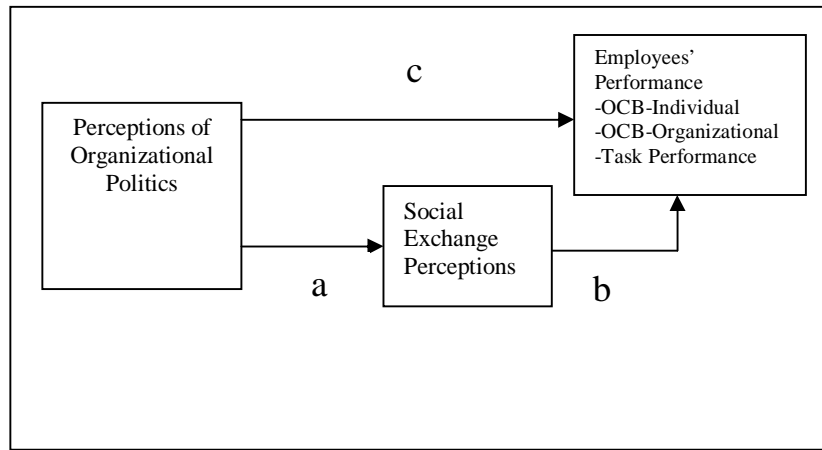 Perceptions of
Organizational
Politics
c
Employees’
Performance
-OCB-Individual
-OCB-Organizational
-Task Performance
a
Social
Exchange
Perceptions
b